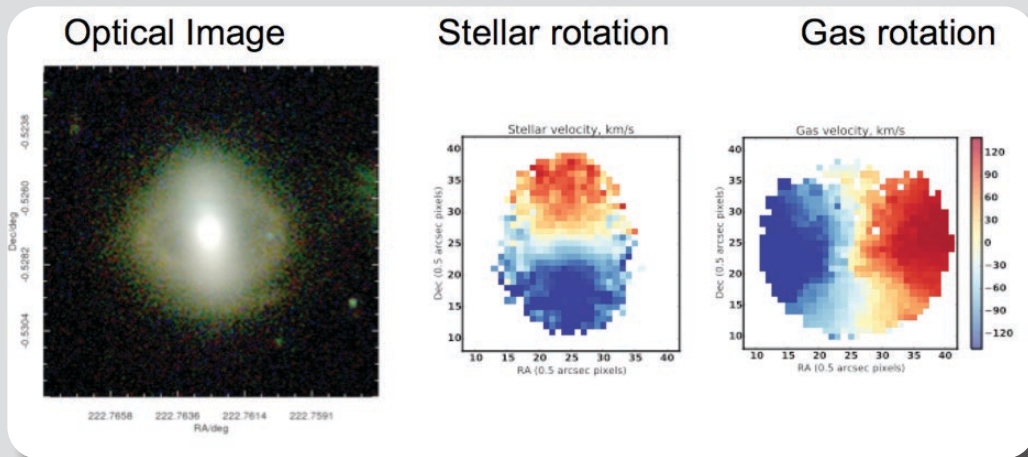 Optical Image
Stellar rotation
Gas rotation
-0.5238
-0.5260
-0.5282
-0.5304
Dec/deg
222.7658 222.7636 222.7614 222.7591
RA/deg
Stellar velocity, km/s
40
35
30
25
20
15
10
Dec (0.5 arcsec pixels)
10 15 20 25 30 35 40
RA (0.5 arcsec pixels)
Gas velocity, km/s
40
35
30
25
20
15
10
Dec (0.5 arcsec pixels)
10 15 20 25 30 35 40
RA (0.5 arcsec pixels)
120
90
60
30
0
−30
−60
−90
−120